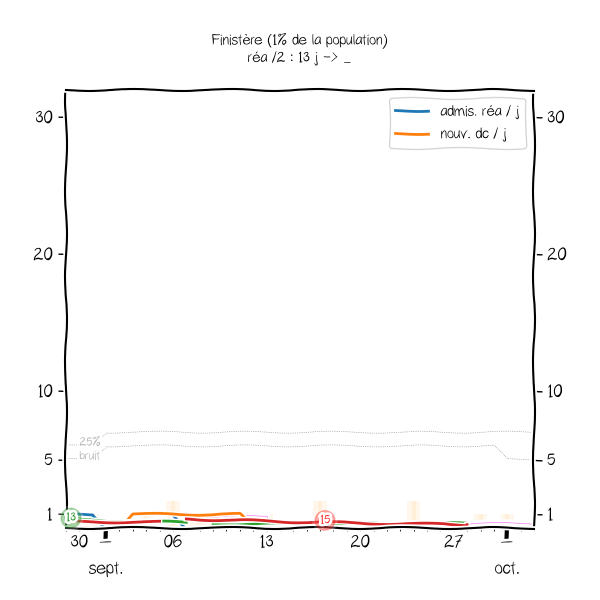 Finistère (1% de la population)
réa /2 : 13 j -> _
admis. réa / j
nouv. dc / j
30
30
20
20
10
10
25%
bruit
5
5
1
1
13
15
30
06
13
20
27
sept.
oct.